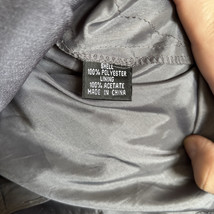 SHELL
100% POLYESTER
LINING
100% ACETATE
MADE IN CHINA